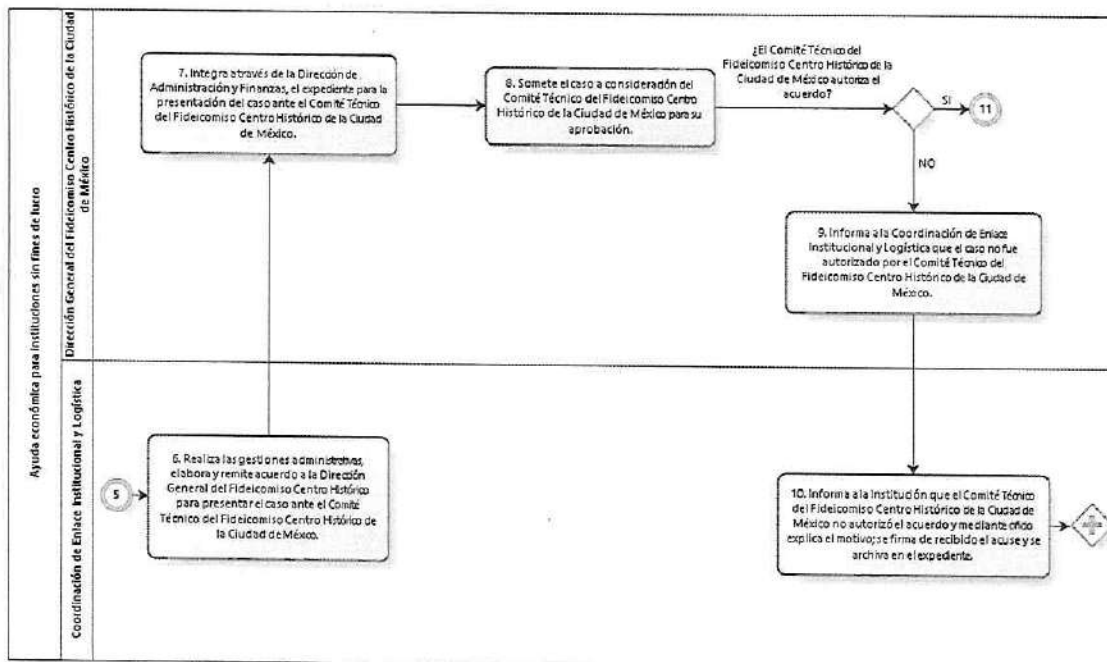 Ayuda económica para instituciones sin fines de lucro
Dirección General del Fideicomiso Centro Histórico de la Ciudad
de México
7. Integra através de la Dirección de
Administración y Finanzas, el expediente para la
presentación del caso ante el Comité Técnico
del Fideicomiso Centro Histórico de la Ciudad
de México.
8. Somete el caso a consideración del
Comité Técnico del Fideicomiso Centro
Histórico de la Ciudad de México para su
aprobación.
¿El Comité Técnico del
Fideicomiso Centro Histórico de
la Ciudad de México autoriza el
acuerdo?
SI
11
NO
9. Informa a la Coordinación de Enlace
Institucional y Logística que el caso no fue
autorizado por el Comité Técnico del
Fideicomiso Centro Histórico de la Ciudad de
México.
Coordinación de Enlace Institucional y Logística
5
6. Realiza las gestiones administrativas,
elabora y remite acuerdo a la Dirección
General del Fideicomiso Centro Histórico
para presentar el caso ante el Comité
Técnico del Fideicomiso Centro Histórico de
la Ciudad de México.
10. Informa a la Institución que el Comité Técnico
del Fideicomiso Centro Histórico de la Ciudad de
México no autorizó el acuerdo y mediante oficio
explica el motivo; se firma de recibido el acuse y se
archiva en el expediente.